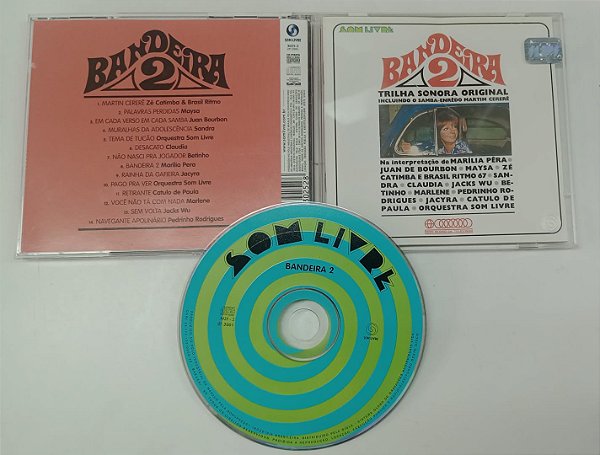 BANDEIRA
2
1. MARTIN CERERÊ Zé Catimba & Brasil Ritmo
2. PALAVRAS PERDIDAS Maysa
3. EM CADA VERSO EM CADA SAMBA Juan Bourbon
4. MURALHAS DA ADOLESCÊNCIA Sandra
5. TEMA DE TUCÃO Orquestra Som Livre
6. DESACATO Claudia
7. NÃO NASCI PRA JOGADOR Betinho
8. BANDEIRA 2 Marília Pera
9. RAINHA DA GAFIEIRA Jacyra
10. PAGO PRA VER Orquestra Som Livre
11. RETIRANTE Catulo de Paula
12. VOCÊ NÃO TÁ COM NADA Marlene
13. SEM VOLTA Jacks Wu
14. NAVEGANTE APOLINÁRIO Pedrinho Rodrigues
SOM LIVRE
BANDEIRA
2
TRILHA SONORA ORIGINAL
INCLUINDO O SAMBA-ENRÊDO MARTIN CERERÊ
Na interpretação de MARÍLIA PÊRA
JUAN DE BOURBON • MAYSA • ZÉ
CATIMBA E BRASIL RITMO 67 • SAN-
DRA • CLAUDIA • JACKS WU • BE-
TINHO • MARLENE • PEDRINHO RO-
DRIGUES • JACYRA • CATULO DE
PAULA • ORQUESTRA SOM LIVRE
SOM LIVRE
BANDEIRA 2